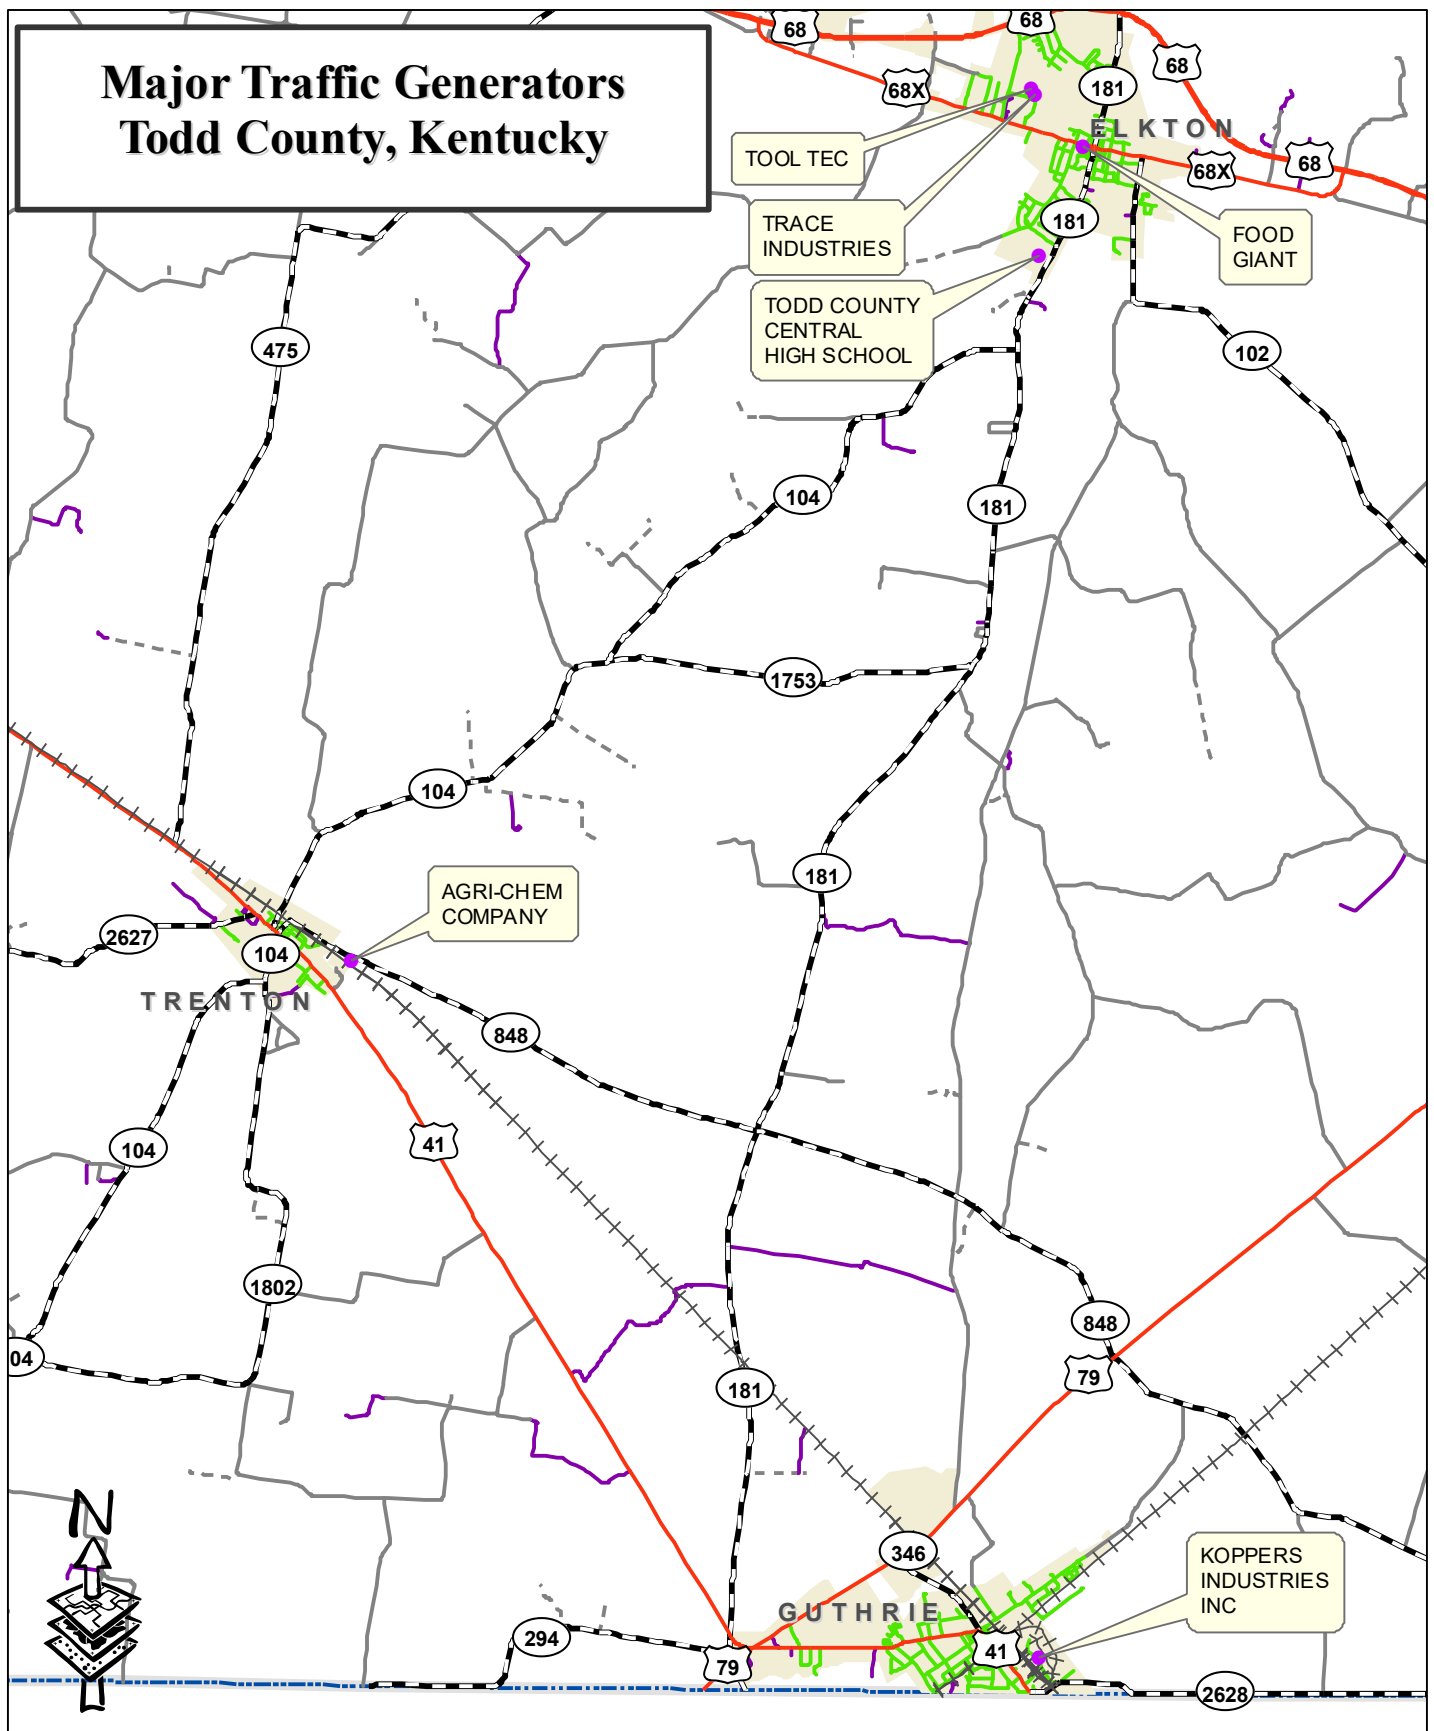 Major Traffic Generators
Todd County, Kentucky
68
68
68
68X
181
ELKTON
TOOL TEC
68X
68
TRACE
INDUSTRIES
181
FOOD
GIANT
TODD COUNTY
CENTRAL
HIGH SCHOOL
475
102
104
181
1753
104
181
AGRI-CHEM
COMPANY
2627
104
TRENTON
848
104
41
1802
848
04
79
181
N
346
KOPPERS
INDUSTRIES
INC
GUTHRIE
294
41
79
2628